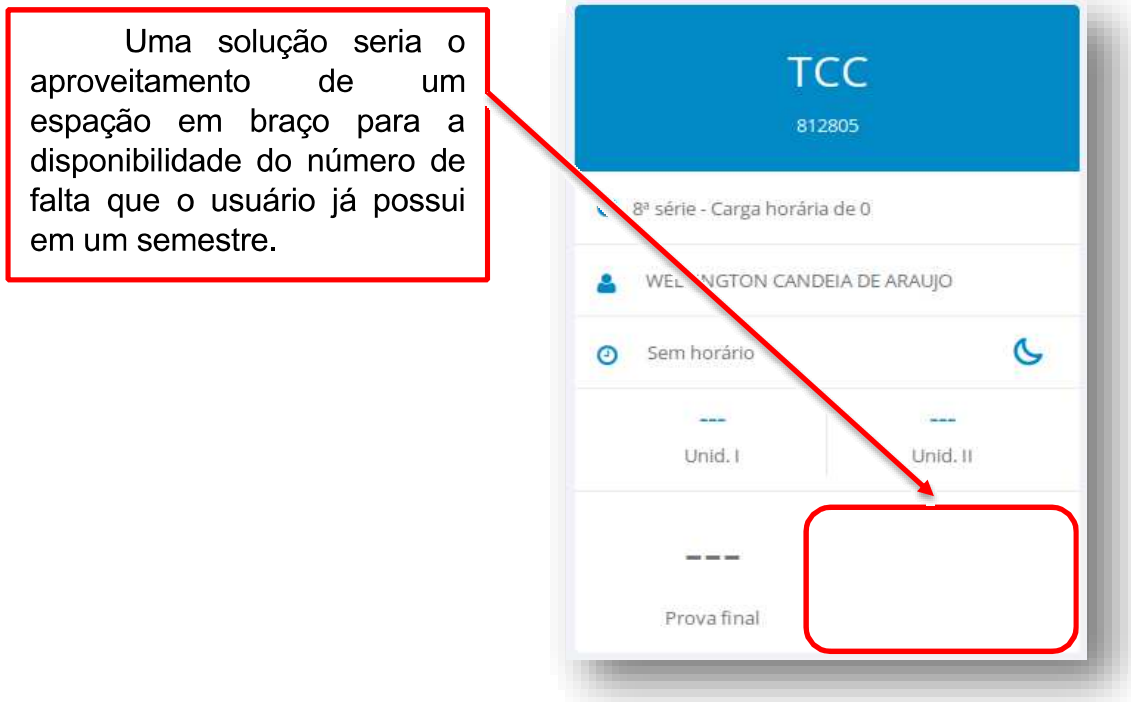 Uma solução seria o
aproveitamento de um
espação em braço para a
disponibilidade do número de
falta que o usuário já possui
em um semestre.
TCC
812805
8ª série - Carga horária de 0
WEL INGTON CANDEIA DE ARAUJO
Sem horário
--- ---
Unid. I Unid. II
---
Prova final